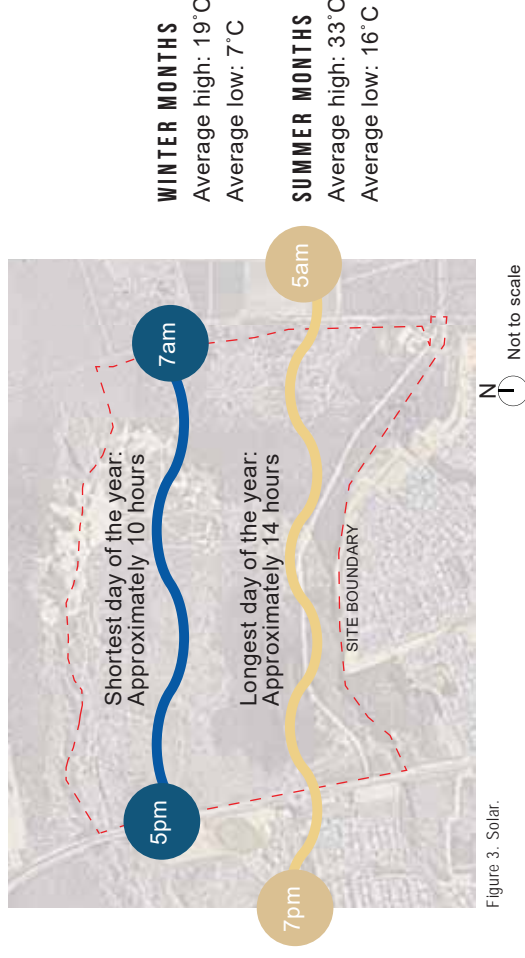 WINTER MONTHS
Average high: 19°C
Average low: 7°C
SUMMER MONTHS
Average high: 33°C
Average low: 16°C
Shortest day of the year:
Approximately 10 hours
5pm
7am
Longest day of the year:
Approximately 14 hours
7pm
5am
SITE BOUNDARY
N
Not to scale
Figure 3. Solar.